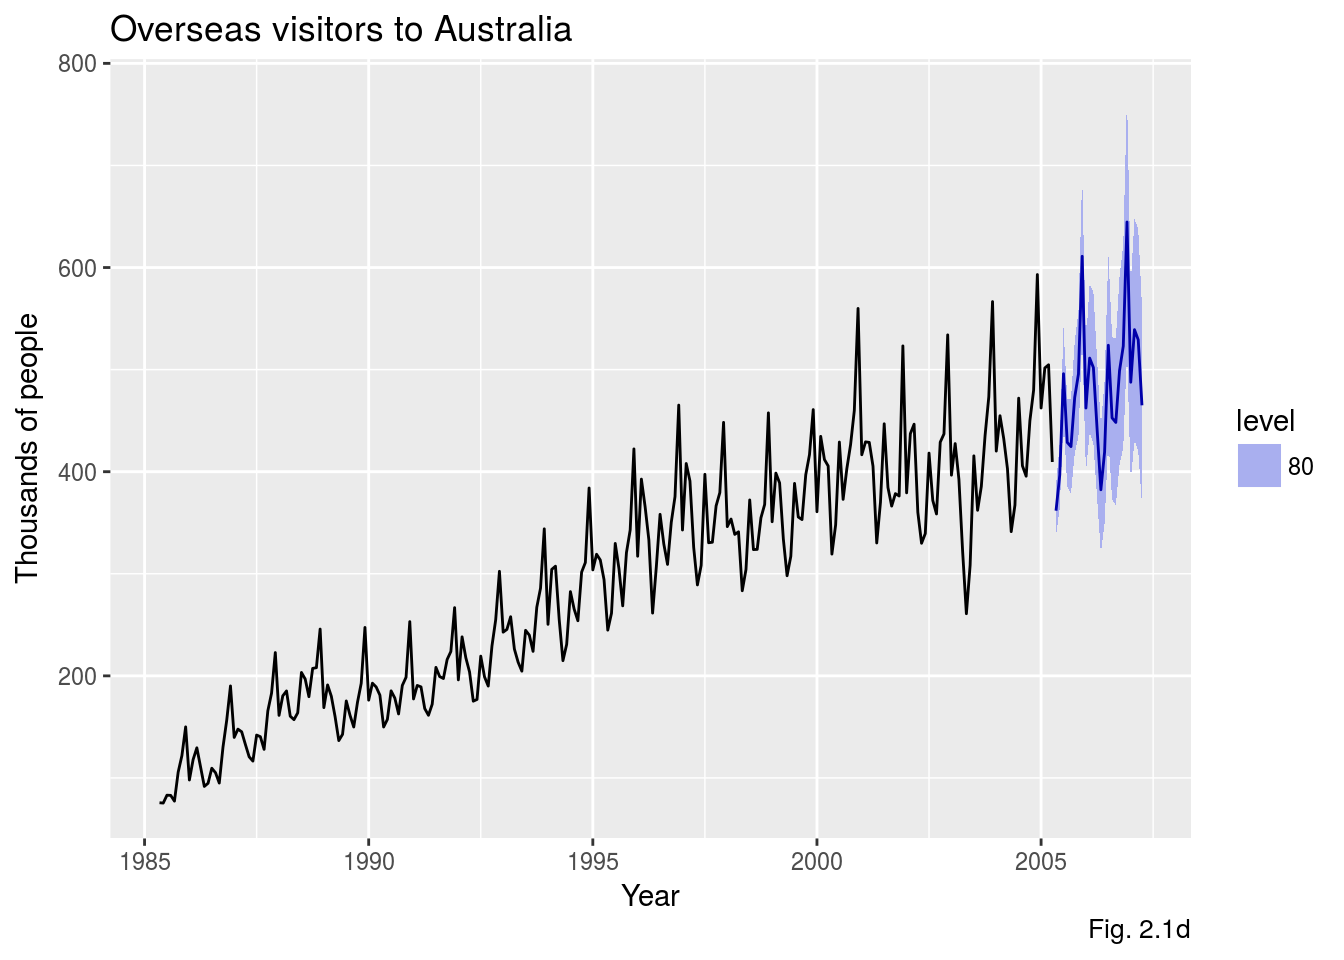 Overseas visitors to Australia
800
600
400
200
Thousands of people
1985 1990 1995 2000 2005
Year
level
80
Fig. 2.1d